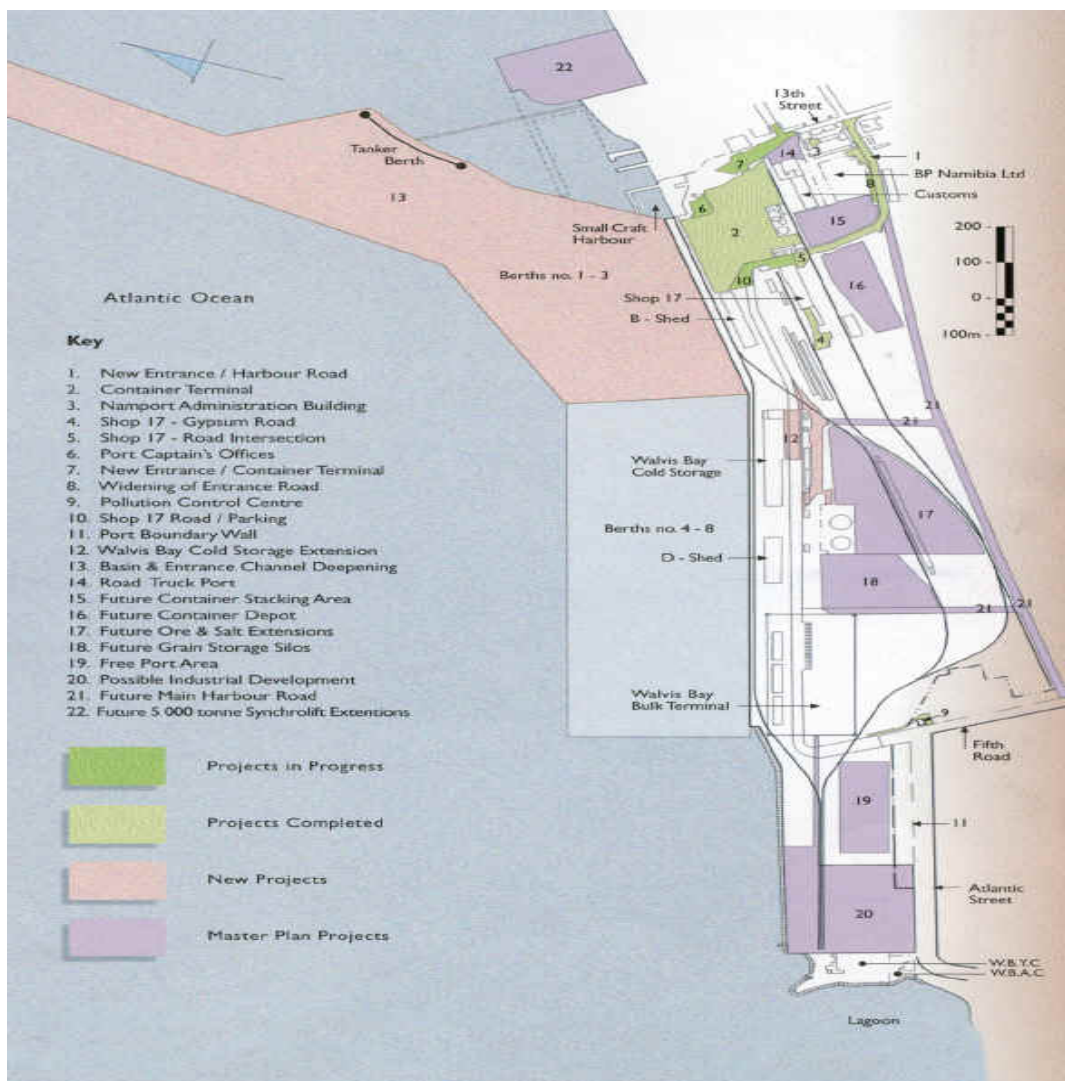 22
13th
Street
Tanker
Berth
14
3
1
7
BP Namibia Ltd
8
Customs
13
6
2
15
200
Small Craft
Harbour
5
100
Berths no. 1 - 3
10
16
Shop 17
0
Atlantic Ocean
B - Shed
4
100m
Key
1. New Entrance / Harbour Road
2. Container Terminal
3. Namport Administration Building
4. Shop 17 - Gypsum Road
5. Shop 17 - Road Intersection
6. Port Captain's Offices
7. New Entrance / Container Terminal
8. Widening of Entrance Road
9. Pollution Control Centre
10. Shop 17 Road / Parking
11. Port Boundary Wall
12. Walvis Bay Cold Storage Extension
13. Basin & Entrance Channel Deepening
14. Road Truck Port
15. Future Container Stacking Area
16. Future Container Depot
17. Future Ore & Salt Extensions
18. Future Grain Storage Silos
19. Free Port Area
20. Possible Industrial Development
21. Future Main Harbour Road
22. Future 5 000 tonne Synchrolift Extentions
21
21
12
Walvis Bay
Cold Storage
17
Berths no. 4 - 8
D - Shed
18
21
21
Walvis Bay
Bulk Terminal
9
Fifth
Road
Projects in Progress
Projects Completed
New Projects
Master Plan Projects
19
11
Atlantic
Street
20
W.B.Y.C
W.B.A.C
Lagoon